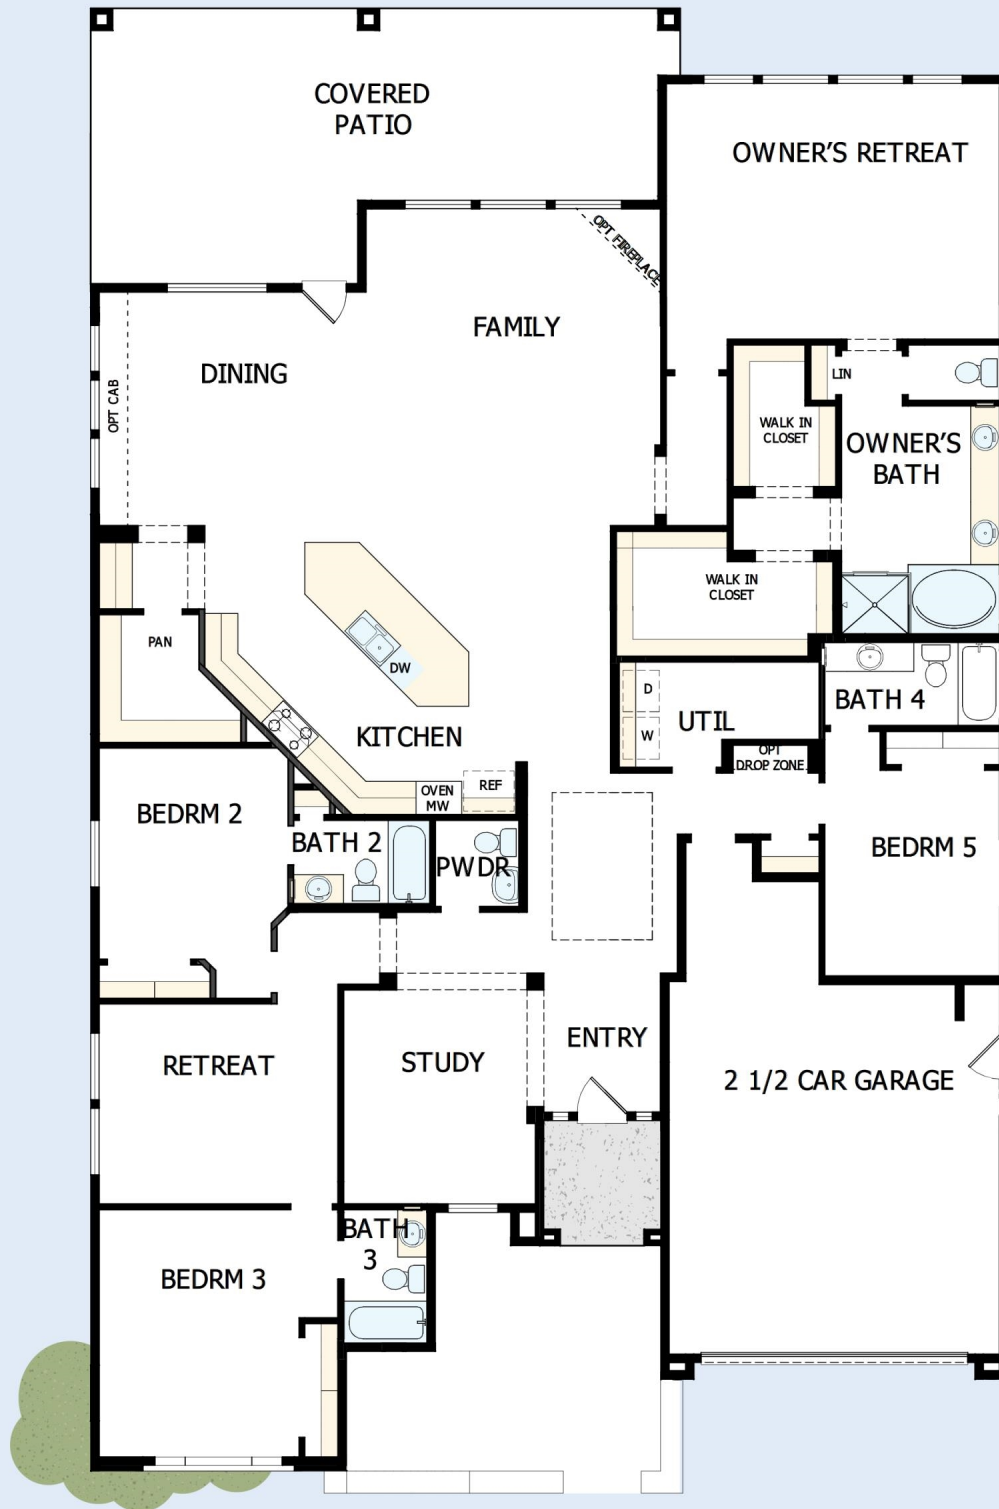 COVERED
PATIO
OWNER'S RETREAT
OPT FIREPLACE
FAMILY
DINING
OPT CAB
LIN
WALK IN
CLOSET
OWNER'S
BATH
WALK IN
CLOSET
PAN
DW
D
W
UTIL
BATH 4
KITCHEN
OPT
DROP ZONE
OVEN
MW
REF
BEDRM 2
BATH 2
PWDR
BEDRM 5
ENTRY
STUDY
RETREAT
2 1/2 CAR GARAGE
BATH
3
BEDRM 3